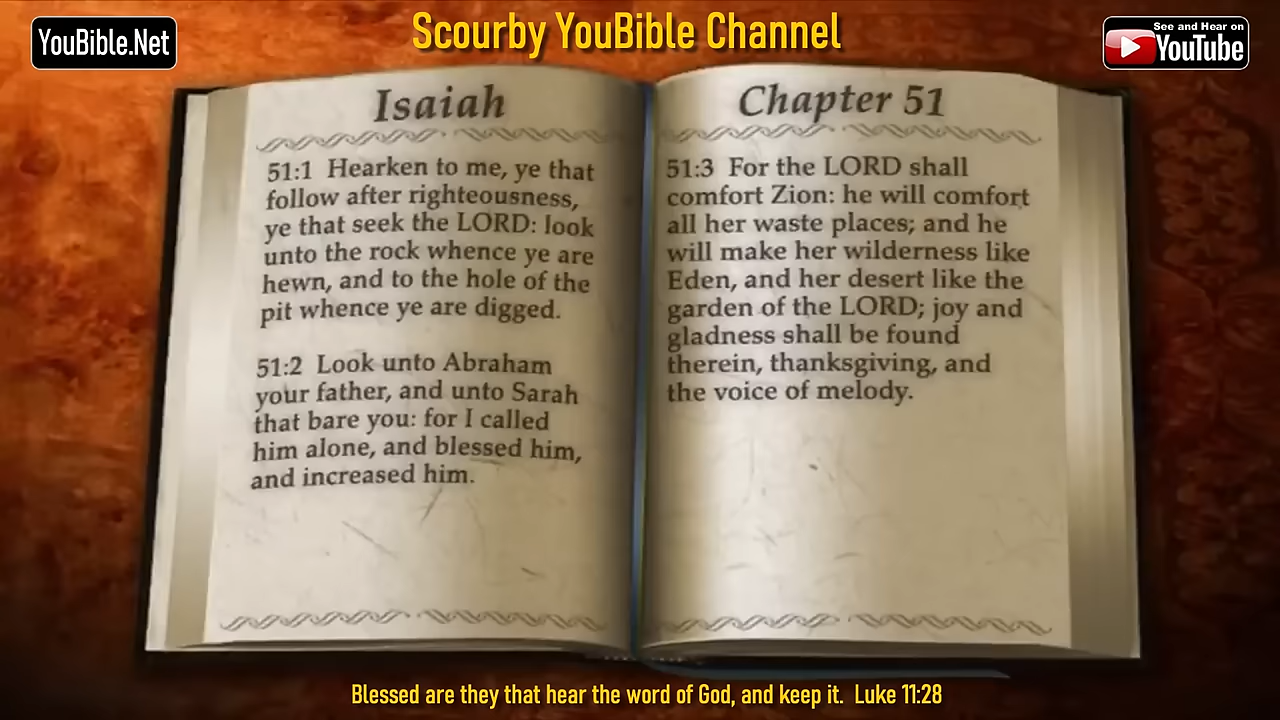 YouBible.Net
Scourby YouBible Channel
See and Hear on
YouTube
Isaiah
51:1 Hearken to me, ye that
follow after righteousness,
ye that seek the LORD: look
unto the rock whence ye are
hewn, and to the hole of the
pit whence ye are digged.
51:2 Look unto Abraham
your father, and unto Sarah
that bare you: for I called
him alone, and blessed him,
and increased him.
Chapter 51
51:3 For the LORD shall
comfort Zion: he will comfort
all her waste places; and he
will make her wilderness like
Eden, and her desert like the
garden of the LORD; joy and
gladness shall be found
therein, thanksgiving, and
the voice of melody.
Blessed are they that hear the word of God, and keep it. Luke 11:28